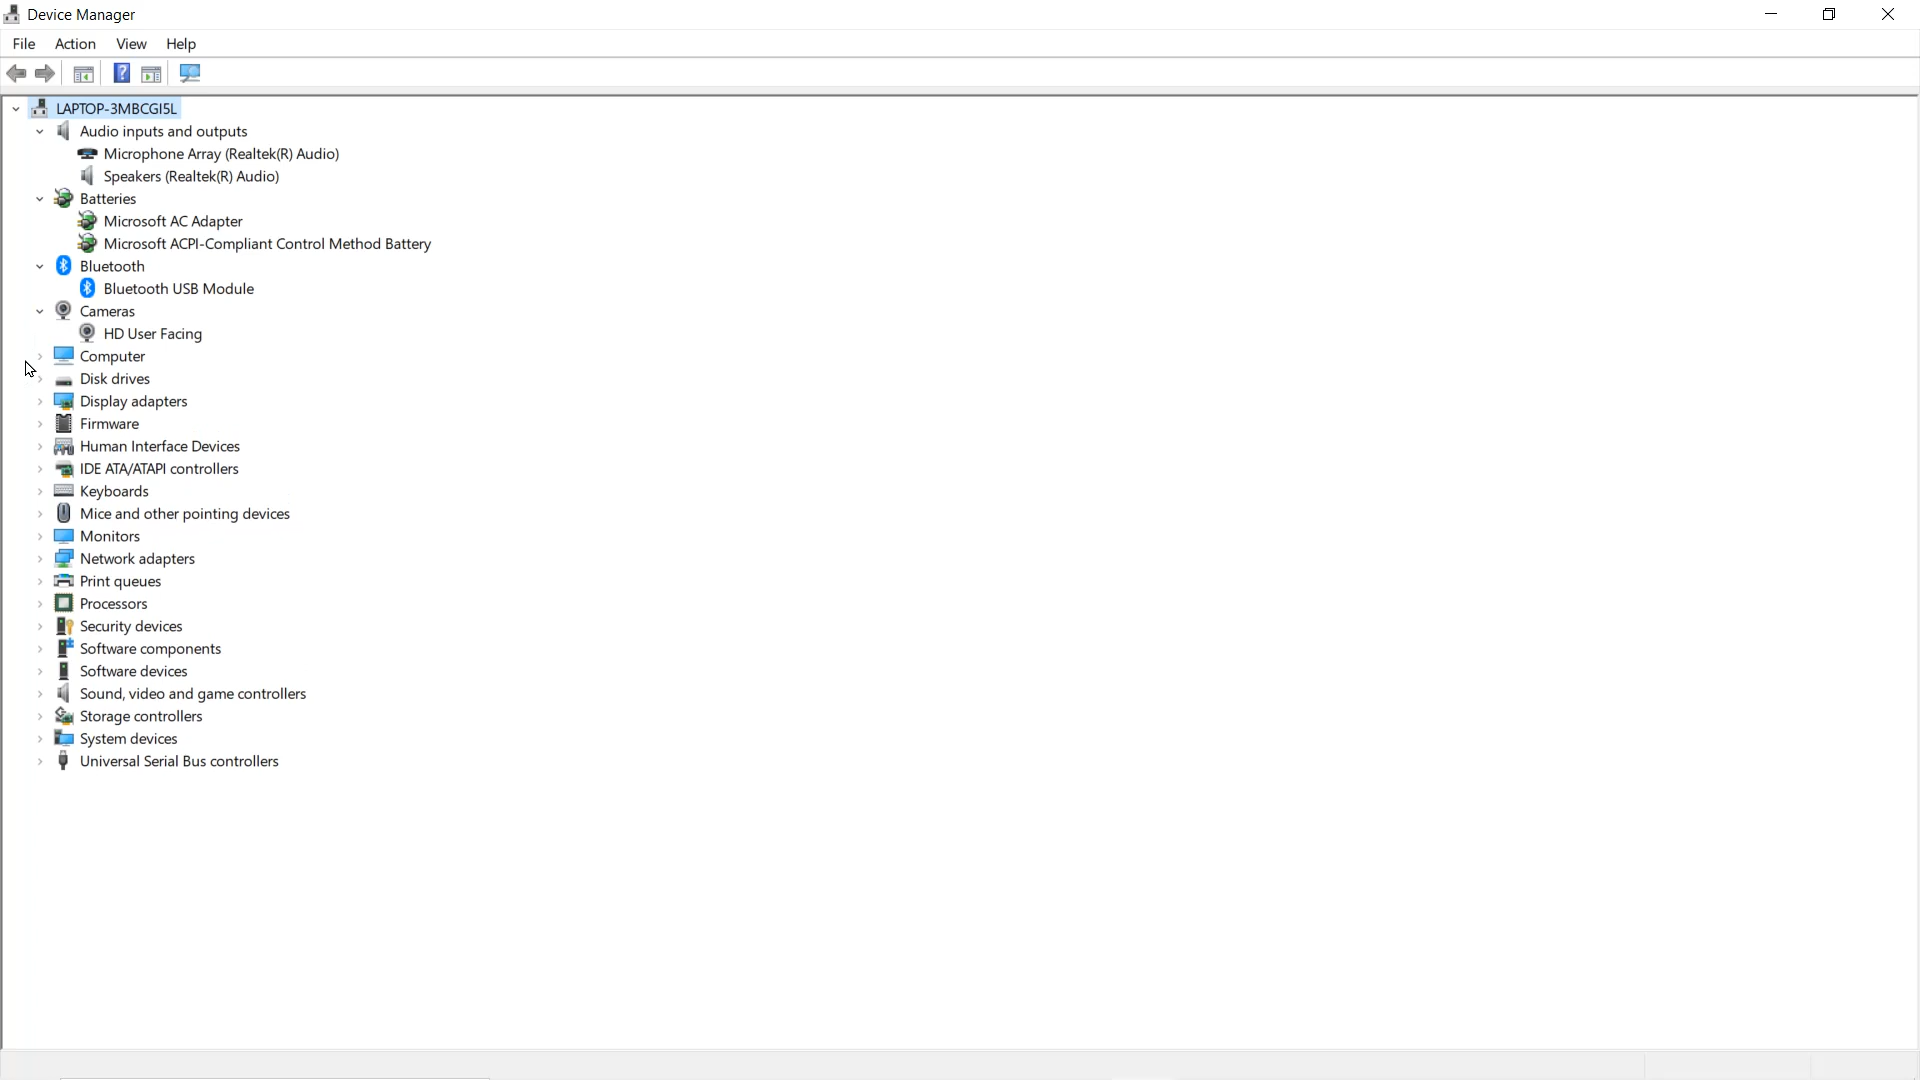 Device Manager
File Action View Help
LAPTOP-3MBCGI5L
Audio inputs and outputs
Microphone Array (Realtek(R) Audio)
Speakers (Realtek(R) Audio)
Batteries
Microsoft AC Adapter
Microsoft ACPI-Compliant Control Method Battery
Bluetooth
Bluetooth USB Module
Cameras
HD User Facing
Computer
Disk drives
Display adapters
Firmware
Human Interface Devices
IDE ATA/ATAPI controllers
Keyboards
Mice and other pointing devices
Monitors
Network adapters
Print queues
Processors
Security devices
Software components
Software devices
Sound, video and game controllers
Storage controllers
System devices
Universal Serial Bus controllers